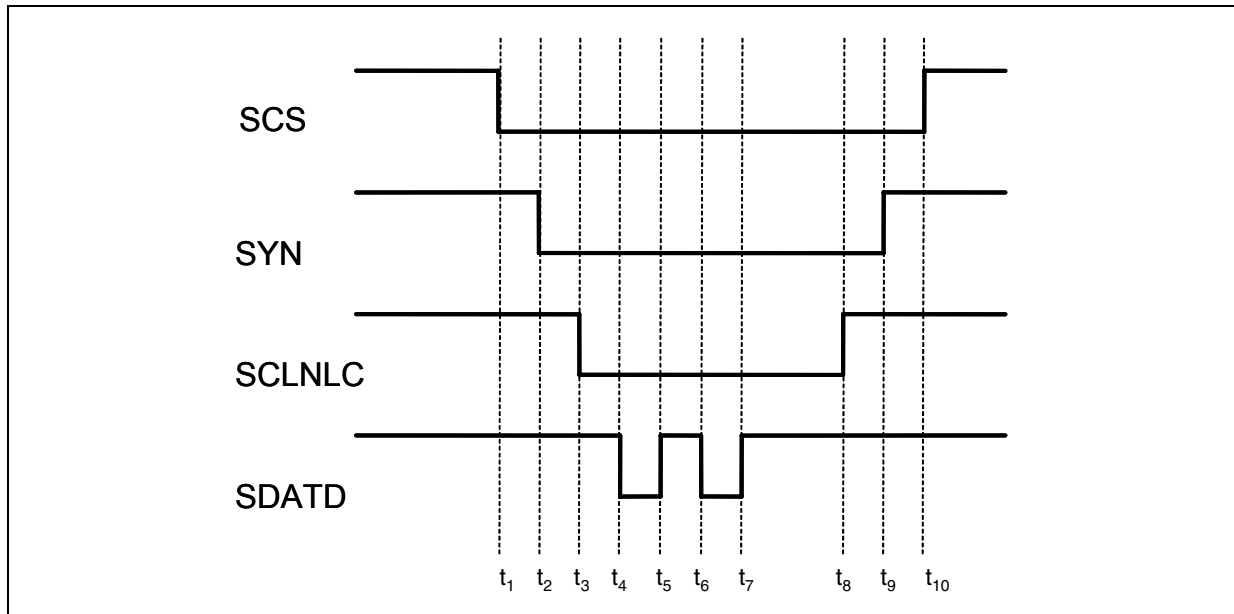 SCS
SYN
SCLNLC
SDATD
t1 t2 t3 t4 t5 t6 t7 t8 t9 t10